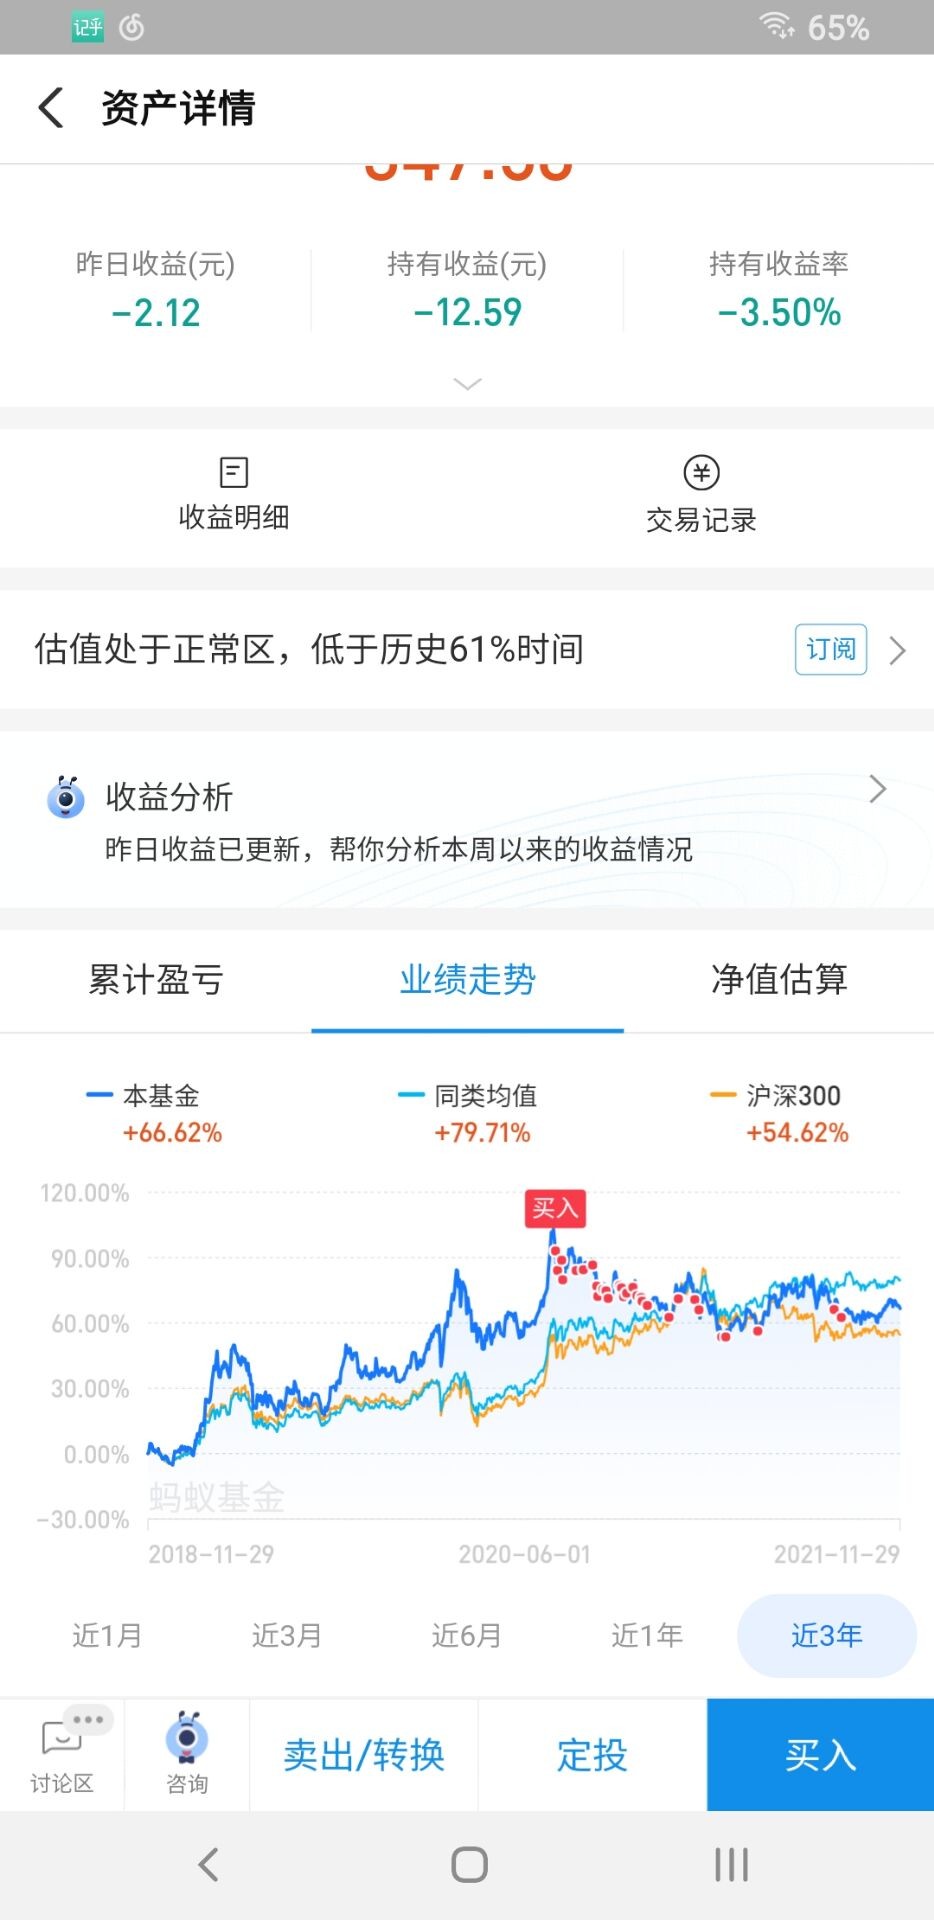 记乎
65%
资产详情
昨日收益(元)
持有收益(元)
持有收益率
-2.12
-12.59
-3.50%
收益明细
交易记录
估值处于正常区，低于历史61%时间
订阅
收益分析
昨日收益已更新，帮你分析本周以来的收益情况
累计盈亏
业绩走势
净值估算
本基金
同类均值
沪深300
+66.62%
+79.71%
+54.62%
120.00%
买入
90.00%
60.00%
30.00%
0.00%
蚂蚁基金
-30.00%
2018-11-29
2020-06-01
2021-11-29
近1月
近3月
近6月
近1年
近3年
讨论区
咨询
卖出/转换
定投
买入